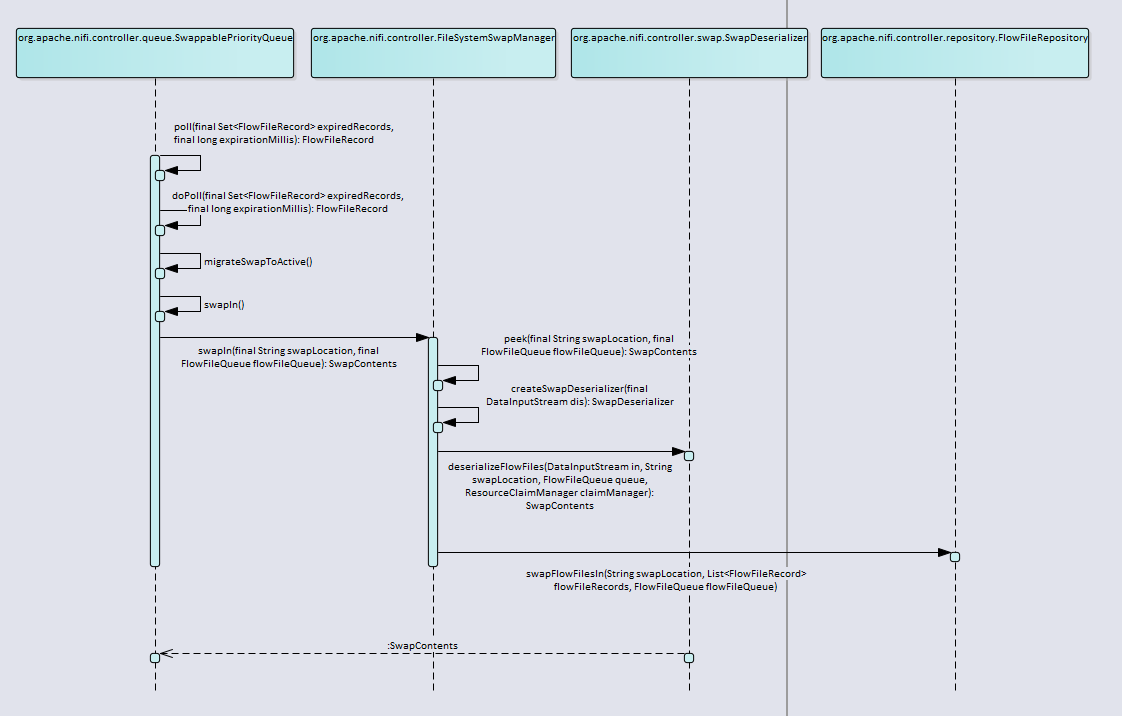 org.apache.nifi.controller.queue.SwappablePriorityQueue
org.apache.nifi.controller.FileSystemSwapManager
org.apache.nifi.controller.swap.SwapDeserializer
org.apache.nifi.controller.repository.FlowFileRepository
poll(final Set<FlowFileRecord> expiredRecords,
final long expirationMillis): FlowFileRecord
doPoll(final Set<FlowFileRecord> expiredRecords,
final long expirationMillis): FlowFileRecord
migrateSwapToActive()
swapIn()
swapIn(final String swapLocation, final
FlowFileQueue flowFileQueue): SwapContents
peek(final String swapLocation, final
FlowFileQueue flowFileQueue): SwapContents
createSwapDeserializer(final
DataInputStream dis): SwapDeserializer
deserializeFlowFiles(DataInputStream in, String
swapLocation, FlowFileQueue queue,
ResourceClaimManager claimManager):
SwapContents
swapFlowFilesIn(String swapLocation, List<FlowFileRecord>
flowFileRecords, FlowFileQueue flowFileQueue)
:SwapContents